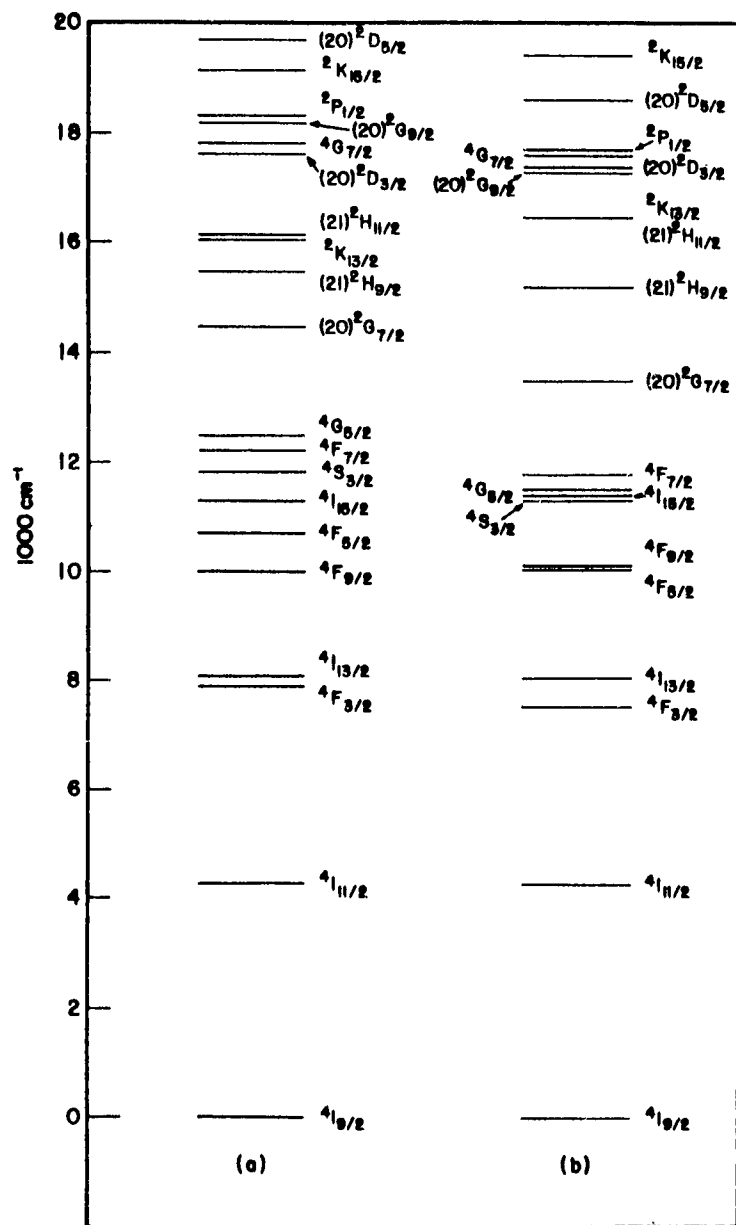 20
18
16
14
12
10
8
6
4
2
0
1000 cm⁻¹
(20)²D₅/₂
²K₁₅/₂
²P₁/₂
(20)²G₉/₂
⁴G₇/₂
(20)²D₃/₂
(21)²H₁₁/₂
²K₁₃/₂
(21)²H₉/₂
(20)²G₇/₂
⁴G₅/₂
⁴F₇/₂
⁴S₃/₂
⁴I₁₅/₂
⁴F₅/₂
⁴F₉/₂
⁴I₁₃/₂
⁴F₃/₂
⁴I₁₁/₂
⁴I₉/₂
(a)
²K₁₅/₂
(20)²D₅/₂
²P₁/₂
⁴G₇/₂
(20)²D₃/₂
(20)²G₉/₂
²K₁₃/₂
(21)²H₁₁/₂
(21)²H₉/₂
(20)²G₇/₂
⁴F₇/₂
⁴G₅/₂
⁴I₁₅/₂
⁴S₃/₂
⁴F₉/₂
⁴F₅/₂
⁴I₁₃/₂
⁴F₃/₂
⁴I₁₁/₂
⁴I₉/₂
(b)